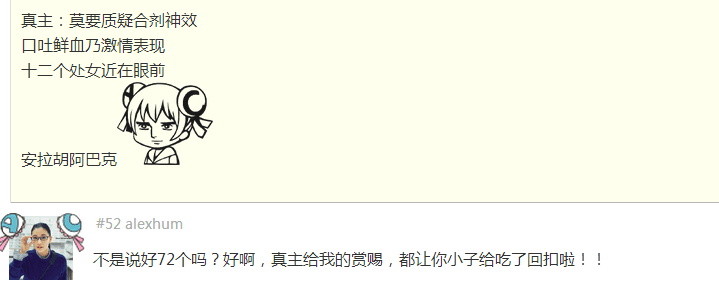 真主：莫要质疑合剂神效
口吐鲜血乃激情表现
十二个处女近在眼前
安拉胡阿巴克
#52 alexhum
不是说好72个吗？好啊，真主给我的赏赐，都让你小子给吃了回扣啦！！